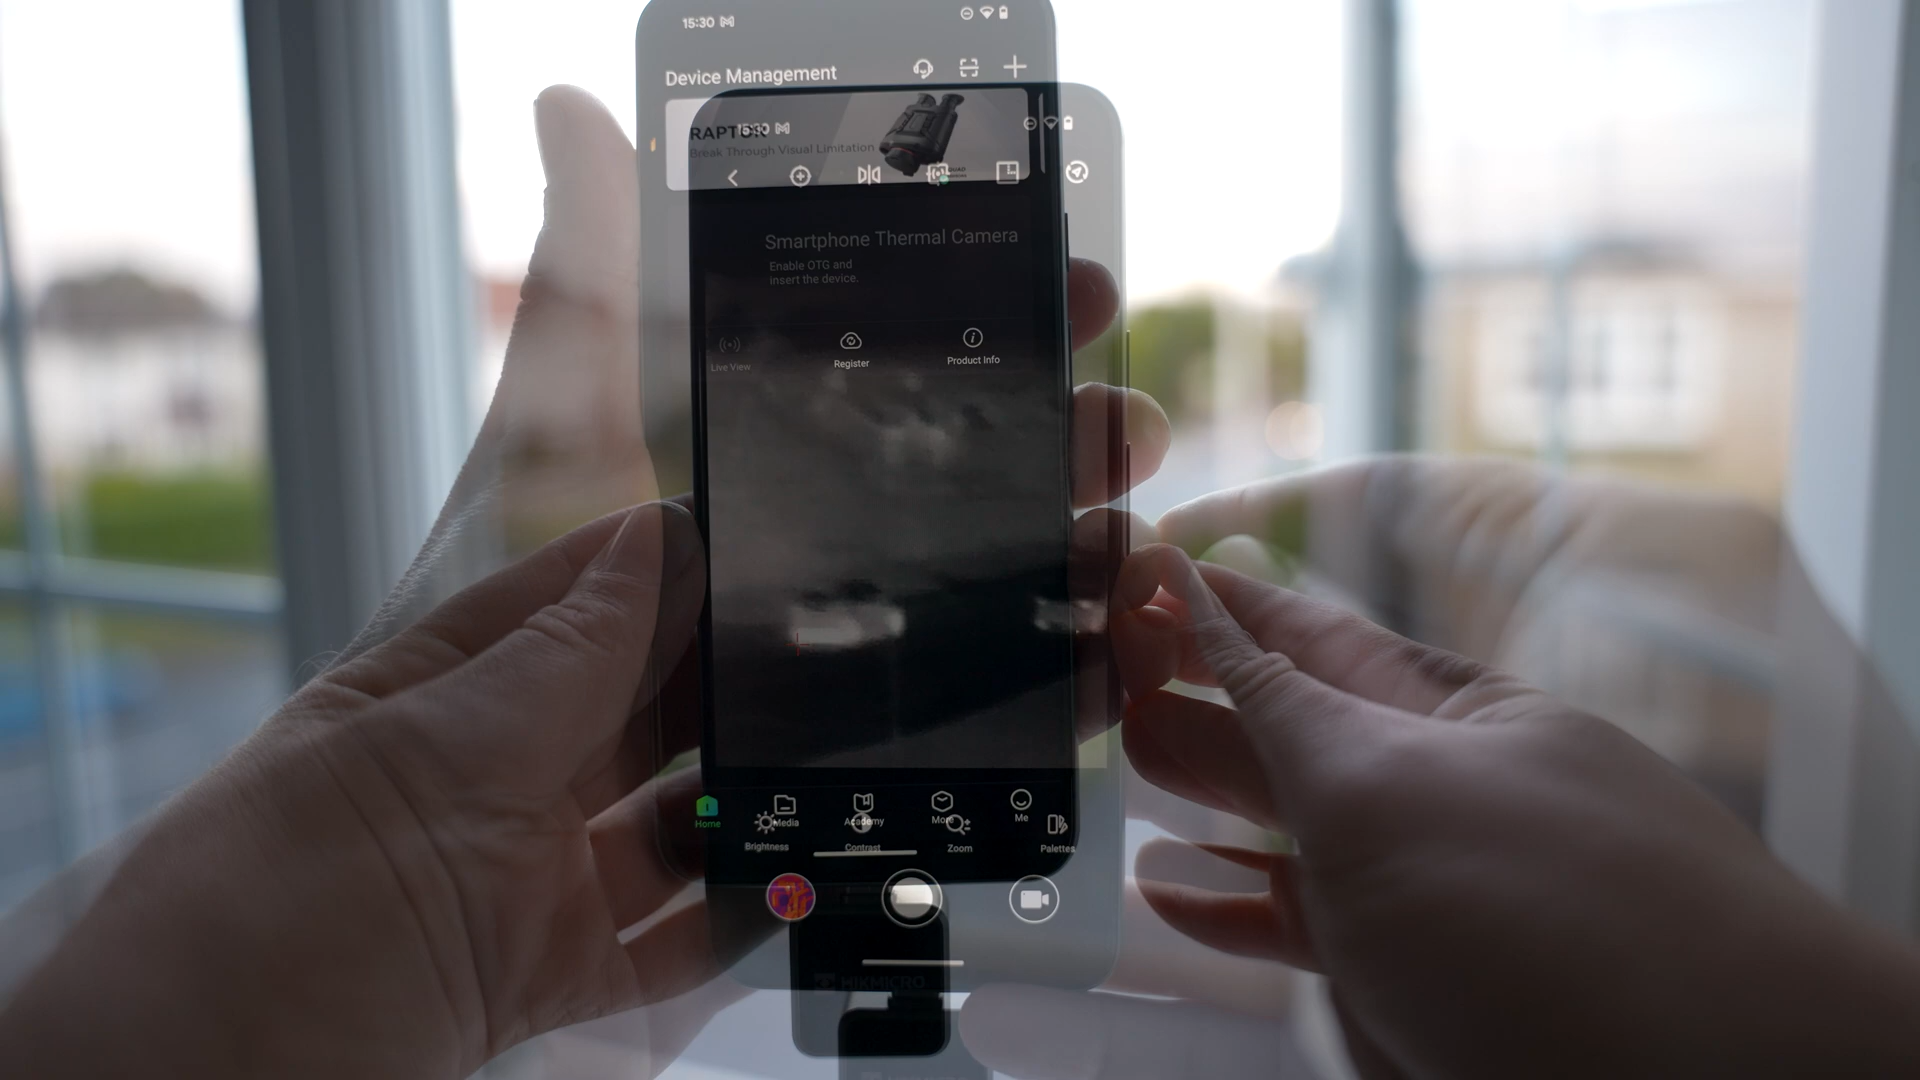 15:30
Device Management
RAPTOR
Break Through Visual Limitation
15:30
Smartphone Thermal Camera
Enable OTG and
insert the device.
Live View
Register
Product Info
Home
Media
Academy
More
Me
Brightness
Contrast
Zoom
Palettes
HIKMICRO